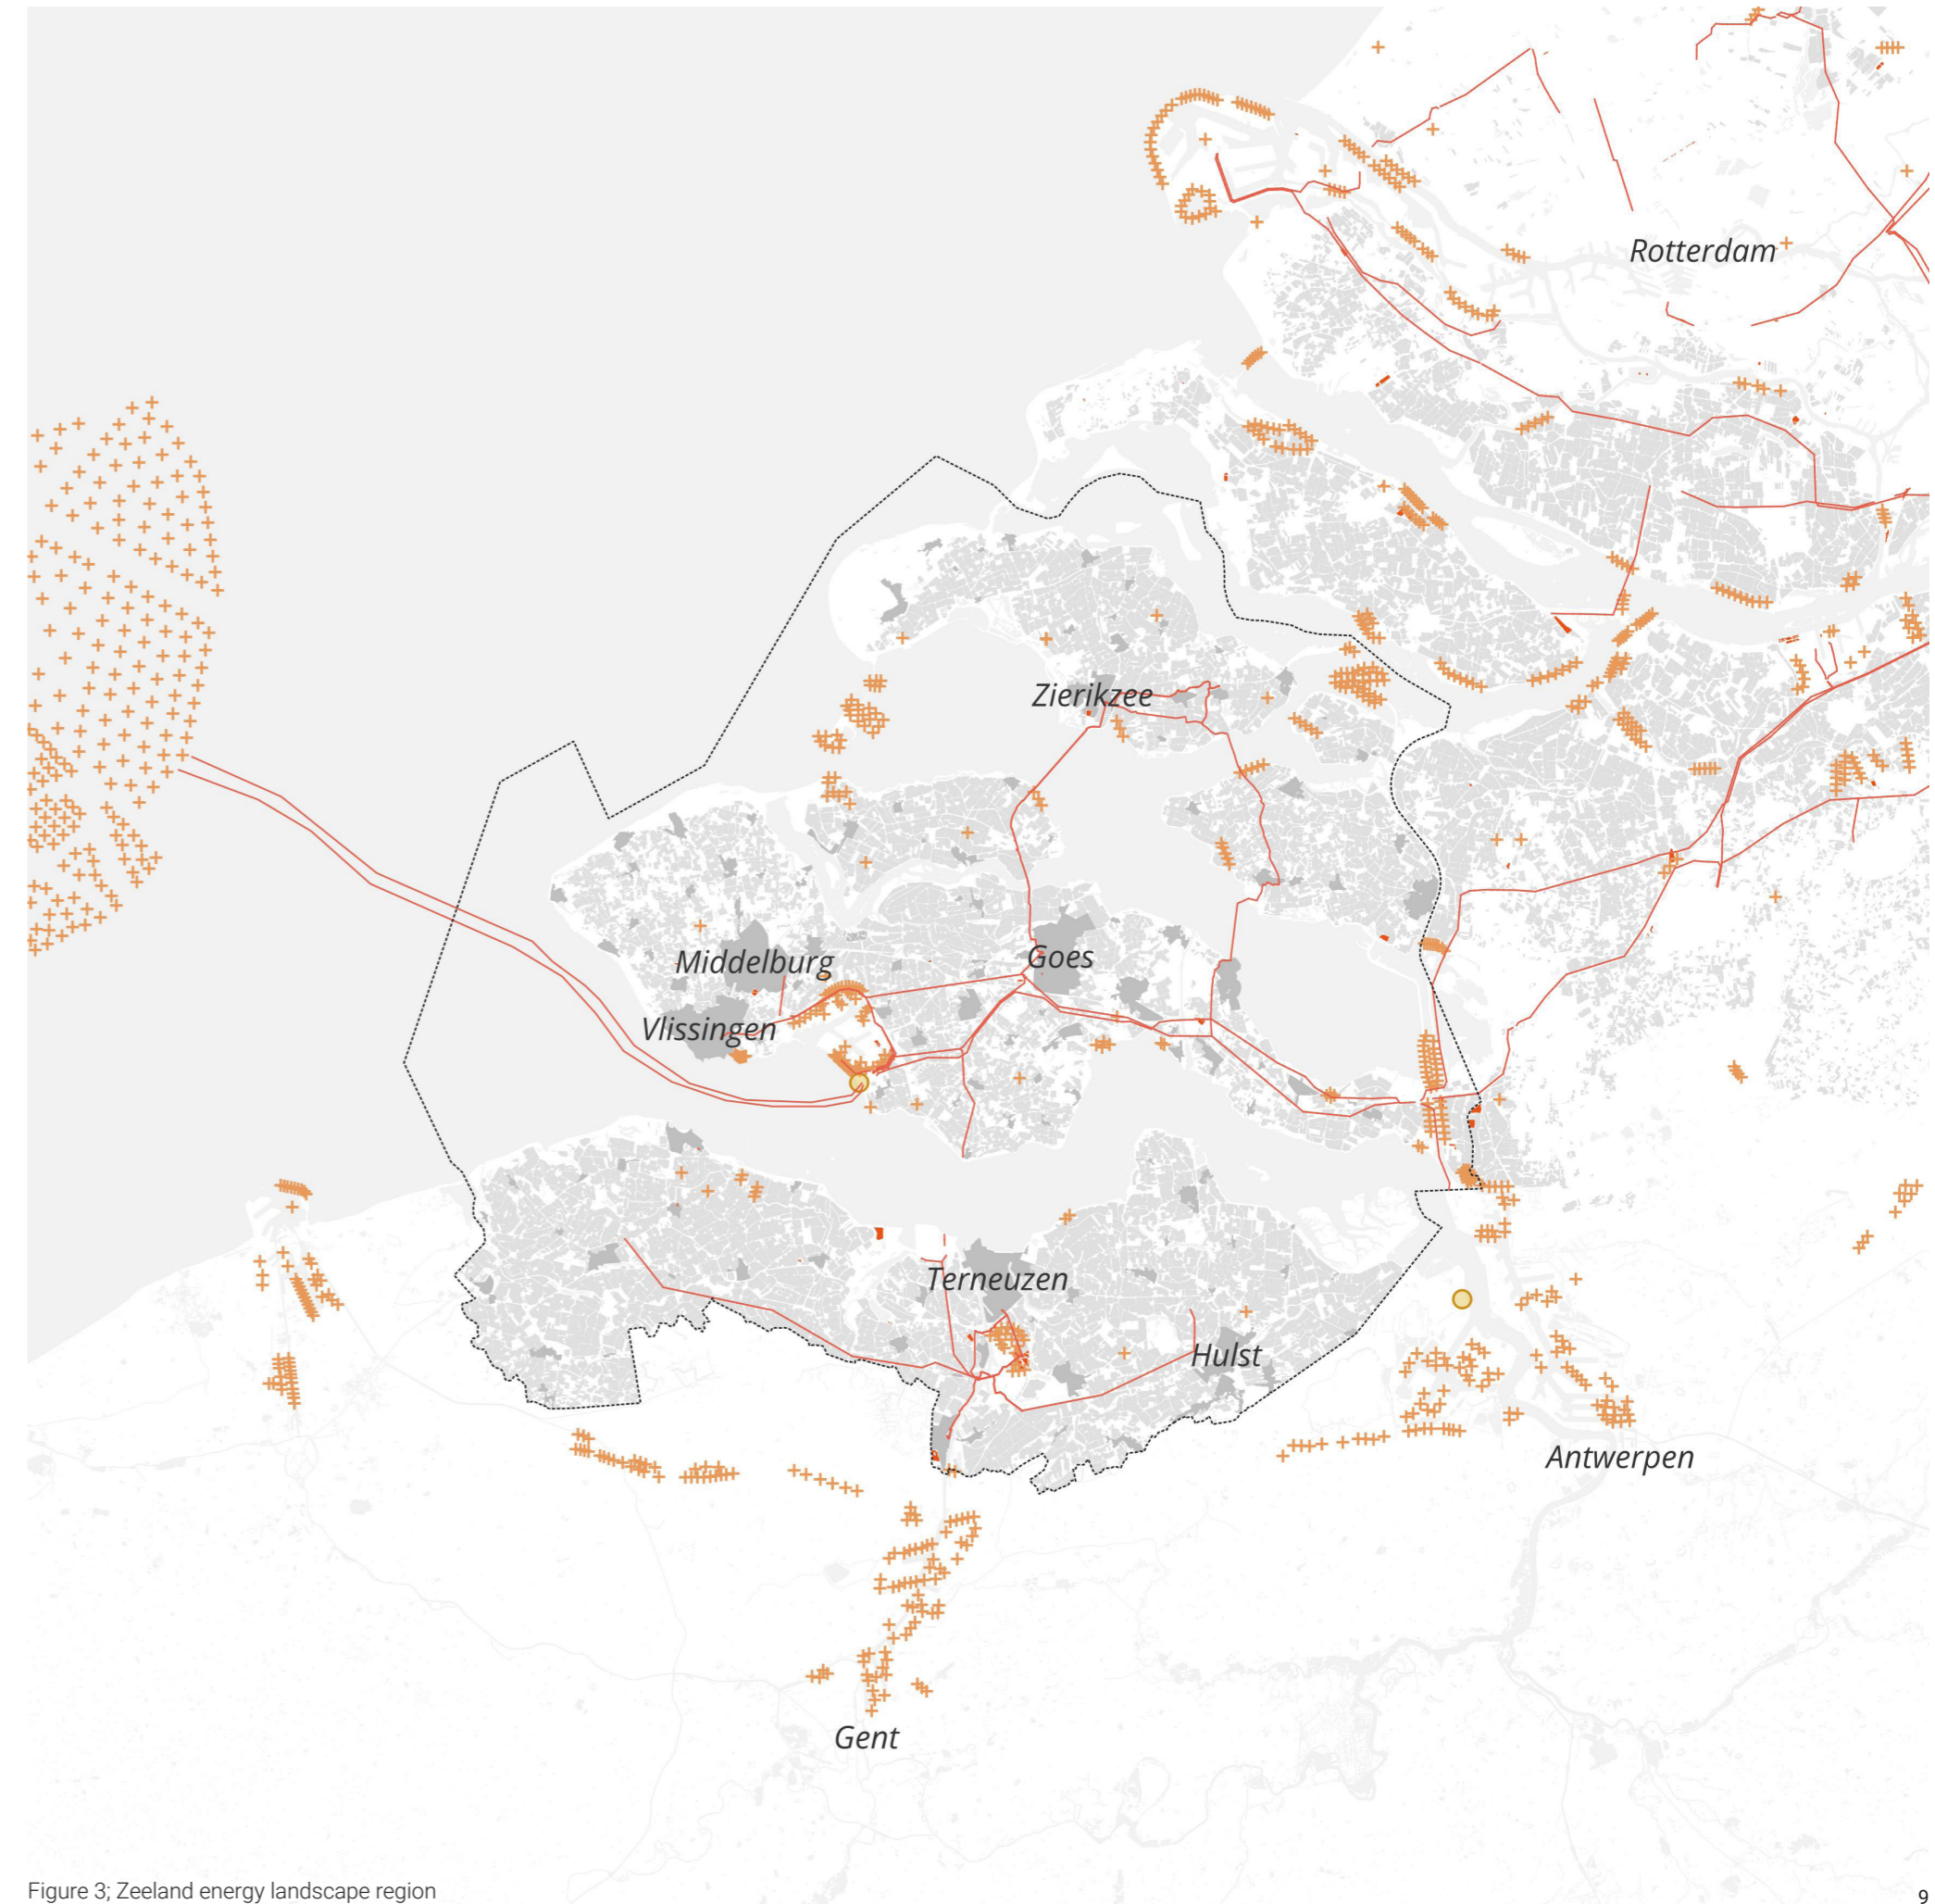 Rotterdam
Zierikzee
Middelburg
Goes
Vlissingen
Terneuzen
Hulst
Antwerpen
Gent
Figure 3; Zeeland energy landscape region
9